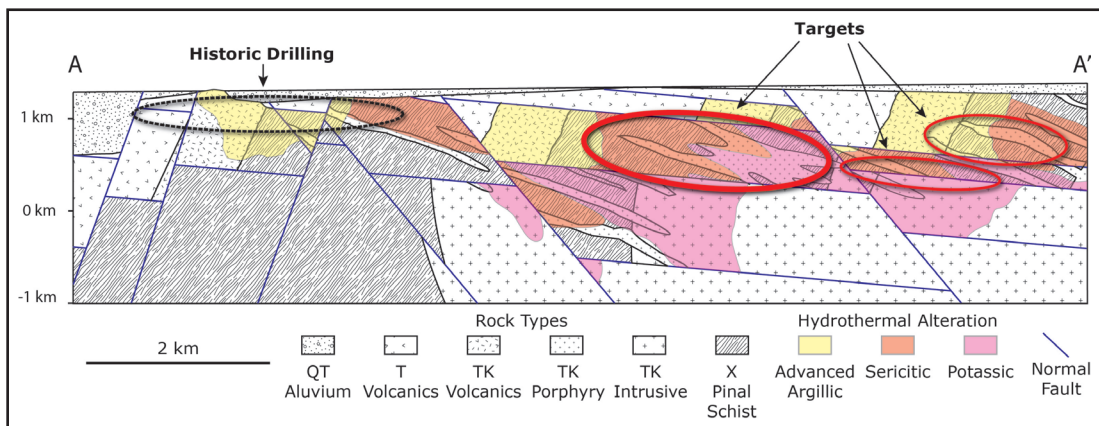 Targets
Historic Drilling
A
A'
1 km
0 km
-1 km
Rock Types
Hydrothermal Alteration
2 km
QT
Aluvium
T
Volcanics
TK
Volcanics
TK
Porphyry
TK
Intrusive
X
Pinal
Schist
Advanced
Argillic
Sericitic
Potassic
Normal
Fault